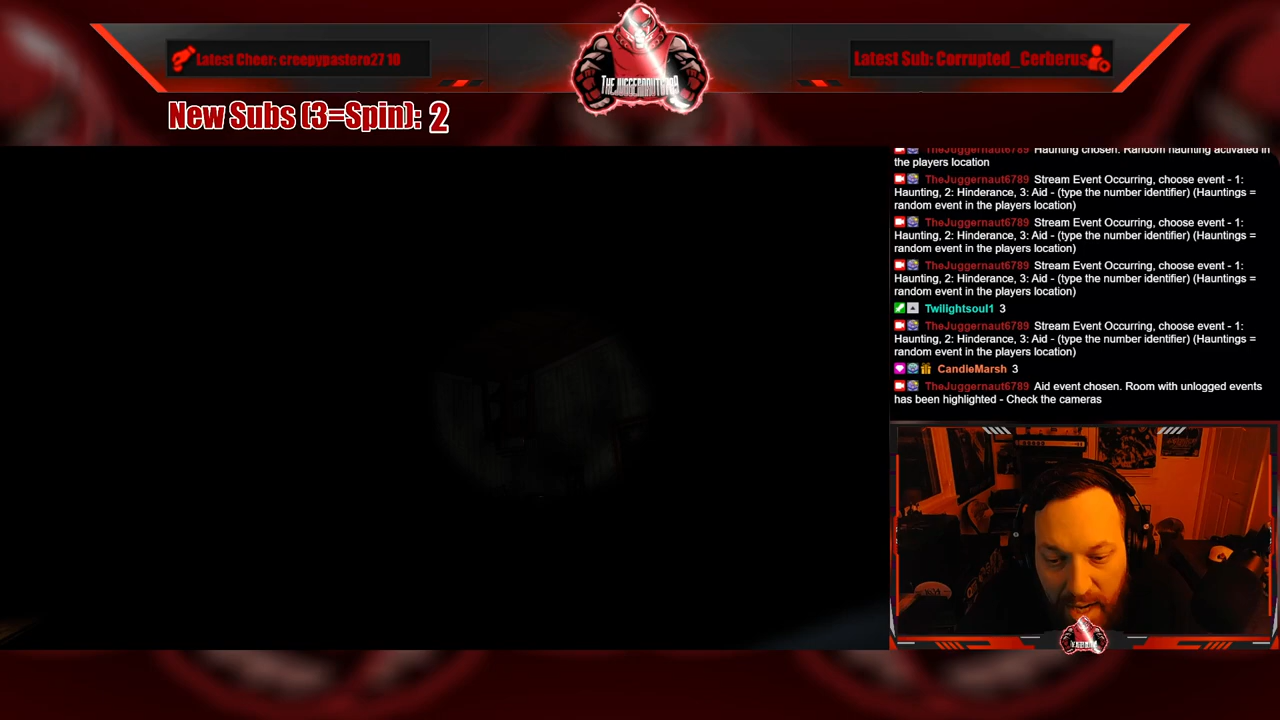 Latest Cheer: creepypastero27 10
THEJUGGERNAUT6789
Latest Sub: Corrupted_Cerberus
New Subs (3=Spin): 2
TheJuggernaut6789 Haunting chosen. Random haunting activated in
the players location
TheJuggernaut6789 Stream Event Occurring, choose event - 1:
Haunting, 2: Hinderance, 3: Aid - (type the number identifier) (Hauntings =
random event in the players location)
TheJuggernaut6789 Stream Event Occurring, choose event - 1:
Haunting, 2: Hinderance, 3: Aid - (type the number identifier) (Hauntings =
random event in the players location)
TheJuggernaut6789 Stream Event Occurring, choose event - 1:
Haunting, 2: Hinderance, 3: Aid - (type the number identifier) (Hauntings =
random event in the players location)
Twilightsoul1 3
TheJuggernaut6789 Stream Event Occurring, choose event - 1:
Haunting, 2: Hinderance, 3: Aid - (type the number identifier) (Hauntings =
random event in the players location)
CandieMarsh 3
TheJuggernaut6789 Aid event chosen. Room with unlogged events
has been highlighted - Check the cameras